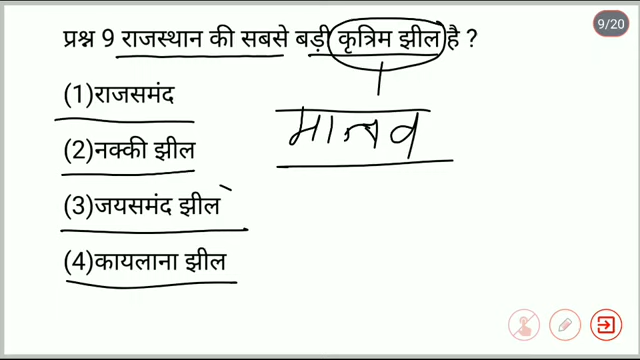 9/20
प्रश्न 9 राजस्थान की सबसे बड़ी कृत्रिम झील है ?
(1)राजसमंद
मानव
(2)नक्की झील
(3)जयसमंद झील
(4)कायलाना झील